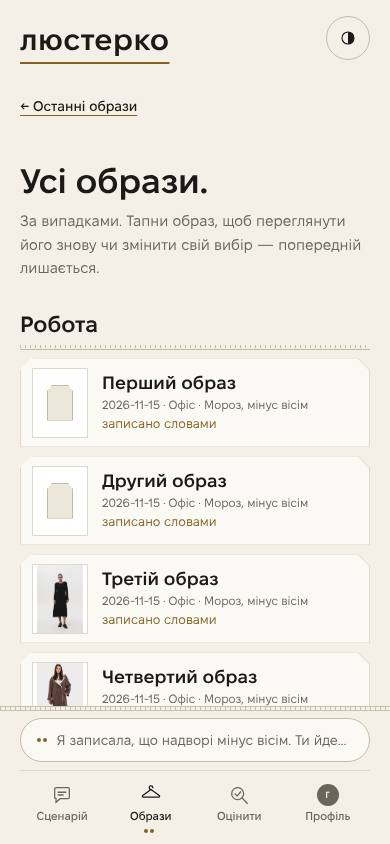 люстерко
← Останні образи
Усі образи.
За випадками. Тапни образ, щоб переглянути
його знову чи змінити свій вибір — попередній
лишається.
Робота
Перший образ
2026-11-15 · Офіс · Мороз, мінус вісім
записано словами
Другий образ
2026-11-15 · Офіс · Мороз, мінус вісім
записано словами
Третій образ
2026-11-15 · Офіс · Мороз, мінус вісім
записано словами
Четвертий образ
2026-11-15 · Офіс · Мороз, мінус вісім
Я записала, що надворі мінус вісім. Ти йде...
Сценарій
Образи
Оцінити
Г
Профіль